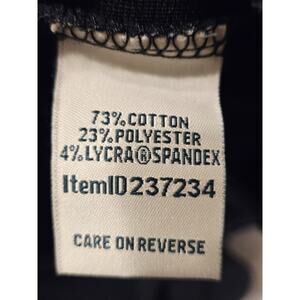 73%COTTON
23%POLYESTER
4%LYCRA®SPANDEX
ItemID237234
CARE ON REVERSE